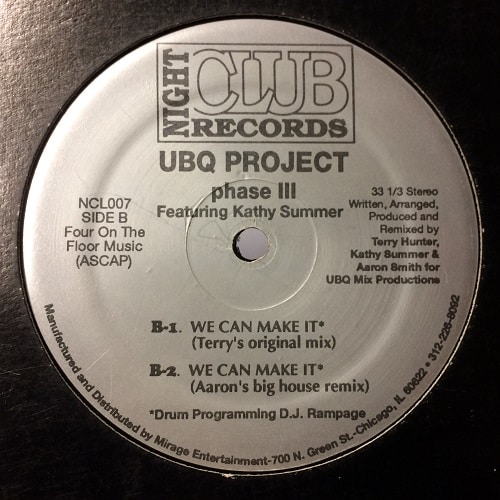 NIGHT
CLUB
RECORDS
UBQ PROJECT
phase III
Featuring Kathy Summer
NCL007
SIDE B
Four On The
Floor Music
(ASCAP)
33 1/3 Stereo
Written, Arranged,
Produced and
Remixed by
Terry Hunter,
Kathy Summer &
Aaron Smith for
UBQ Mix Productions
B-1. WE CAN MAKE IT*
(Terry's original mix)
B-2. WE CAN MAKE IT*
(Aaron's big house remix)
*Drum Programming D.J. Rampage
Manufactured and Distributed by Mirage Entertainment-700 N. Green St.-Chicago, IL 60622 • 312-226-8092